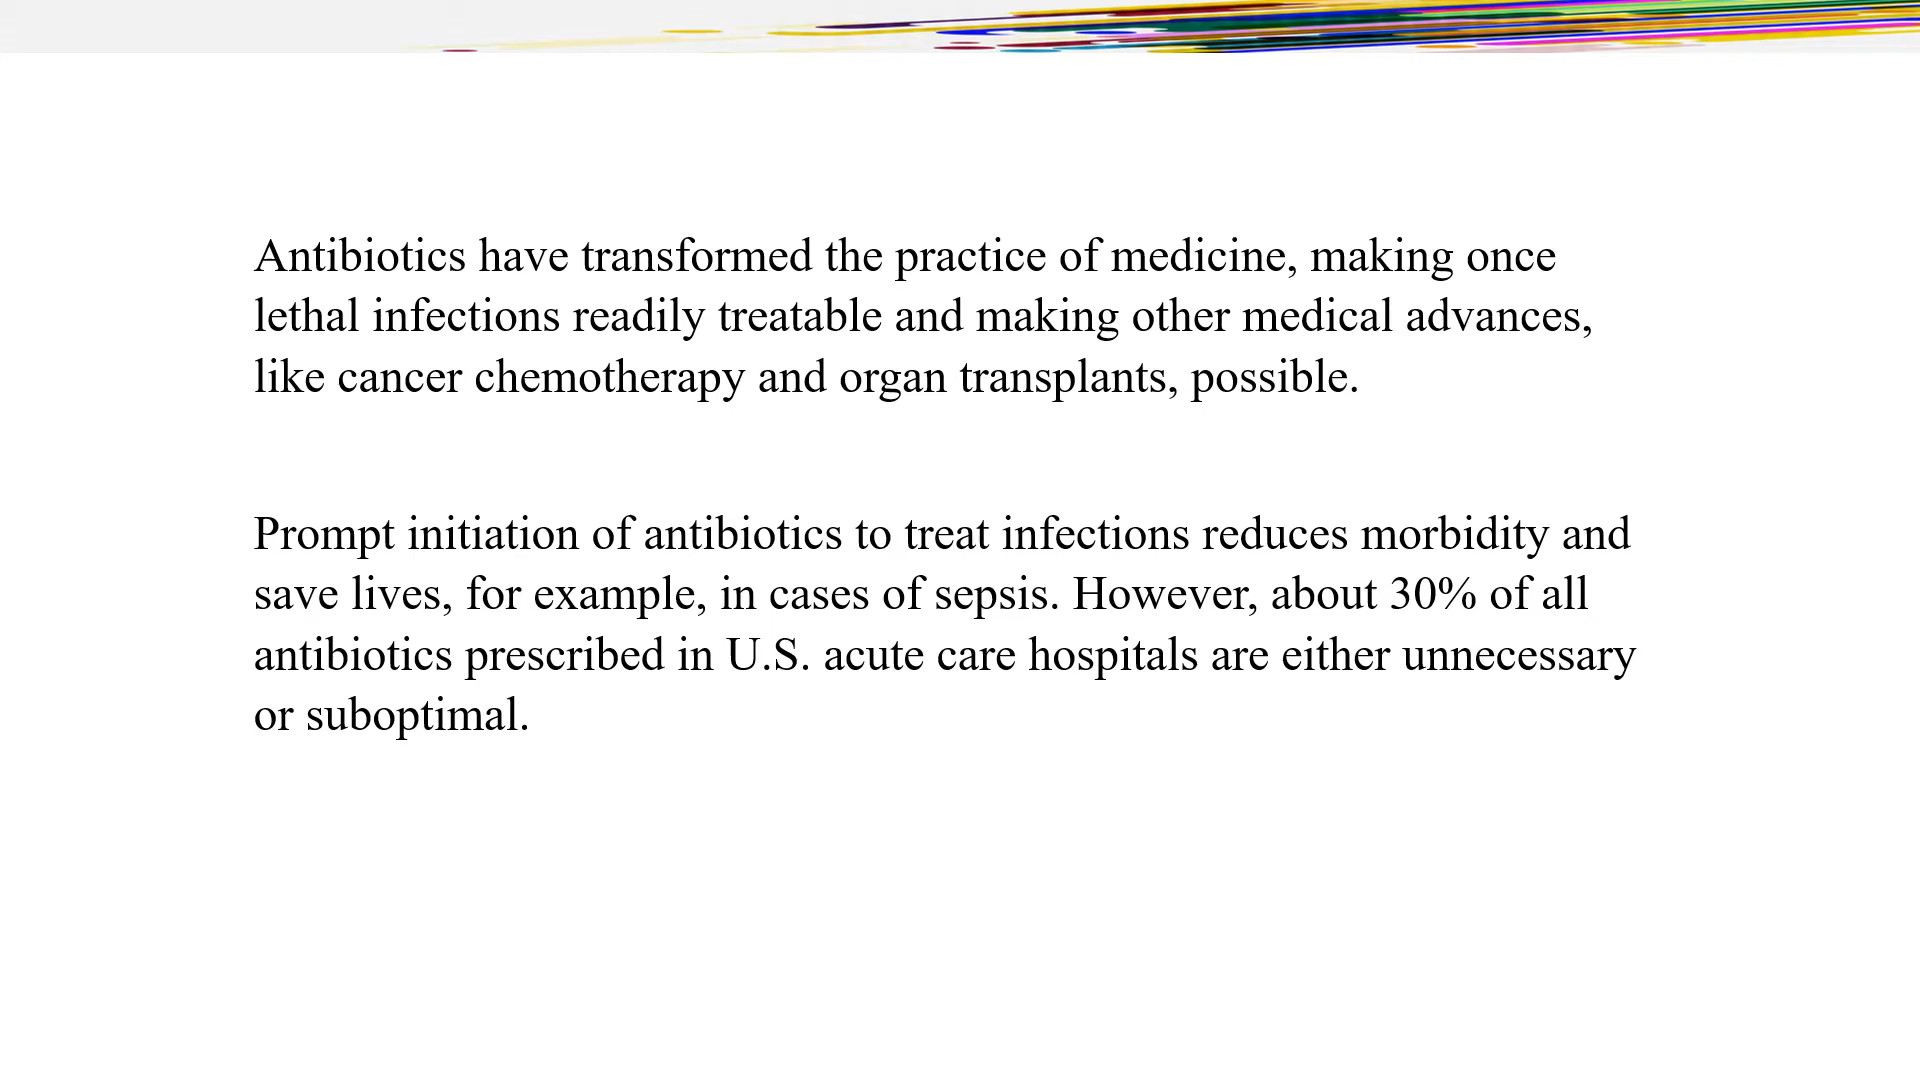 Antibiotics have transformed the practice of medicine, making once
lethal infections readily treatable and making other medical advances,
like cancer chemotherapy and organ transplants, possible.
Prompt initiation of antibiotics to treat infections reduces morbidity and
save lives, for example, in cases of sepsis. However, about 30% of all
antibiotics prescribed in U.S. acute care hospitals are either unnecessary
or suboptimal.